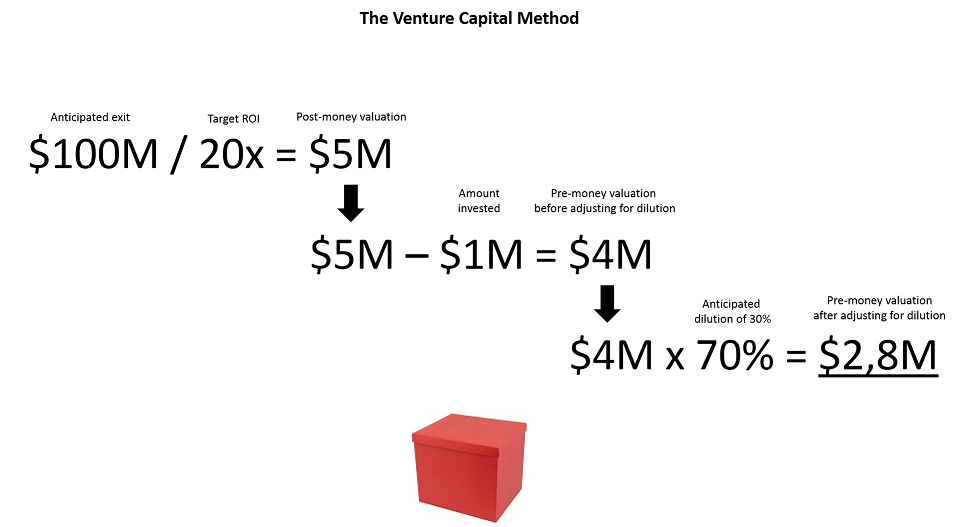 The Venture Capital Method
Anticipated exit
Target ROI
Post-money valuation
$100M / 20x = $5M
Amount
invested
Pre-money valuation
before adjusting for dilution
$5M – $1M = $4M
Anticipated
dilution of 30%
Pre-money valuation
after adjusting for dilution
$4M x 70% = $2,8M